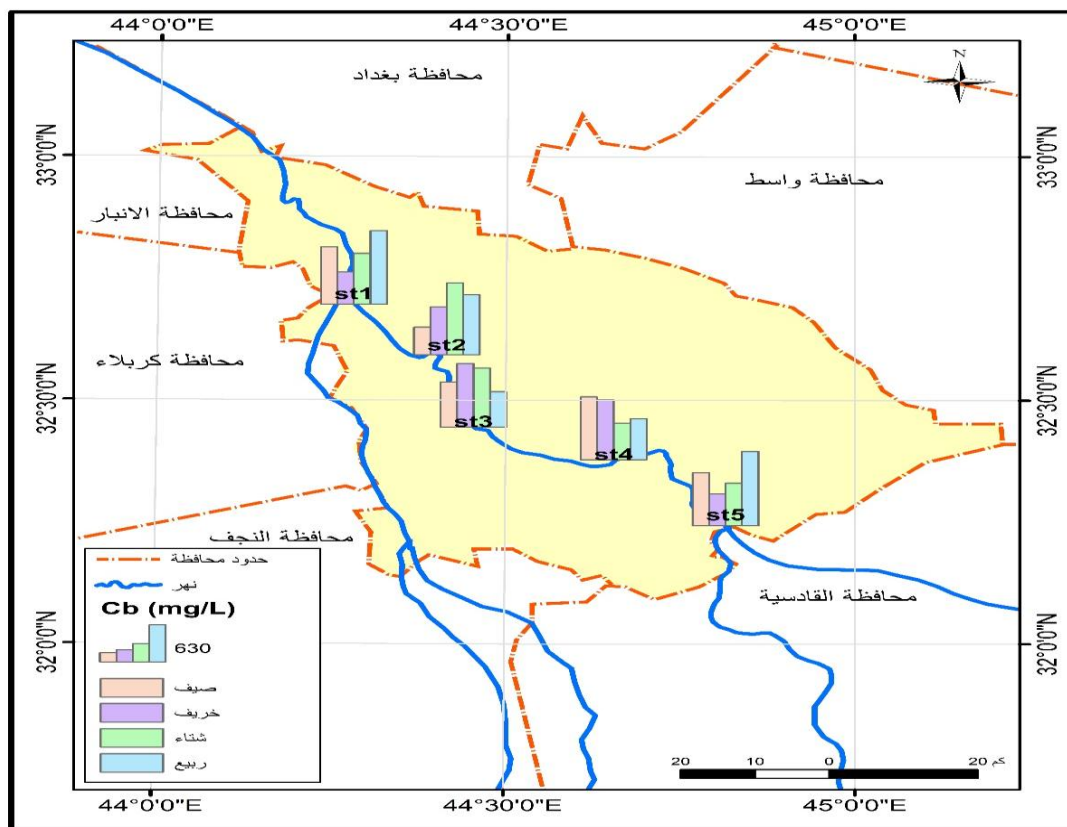 44°0'0"E 44°30'0"E 45°0'0"E
N
محافظة بغداد
33°0'0"N 33°0'0"N
محافظة واسط
محافظة الانبار
st1
st2
محافظة كربلاء
32°30'0"N 32°30'0"N
st3
st4
st5
محافظة النجف
محافظة القادسية
حدود محافظة
نهر
Cb (mg/L)
630
صيف
خريف
شتاء
ربيع
32°0'0"N 32°0'0"N
20 10 0 20 كم
44°0'0"E 44°30'0"E 45°0'0"E